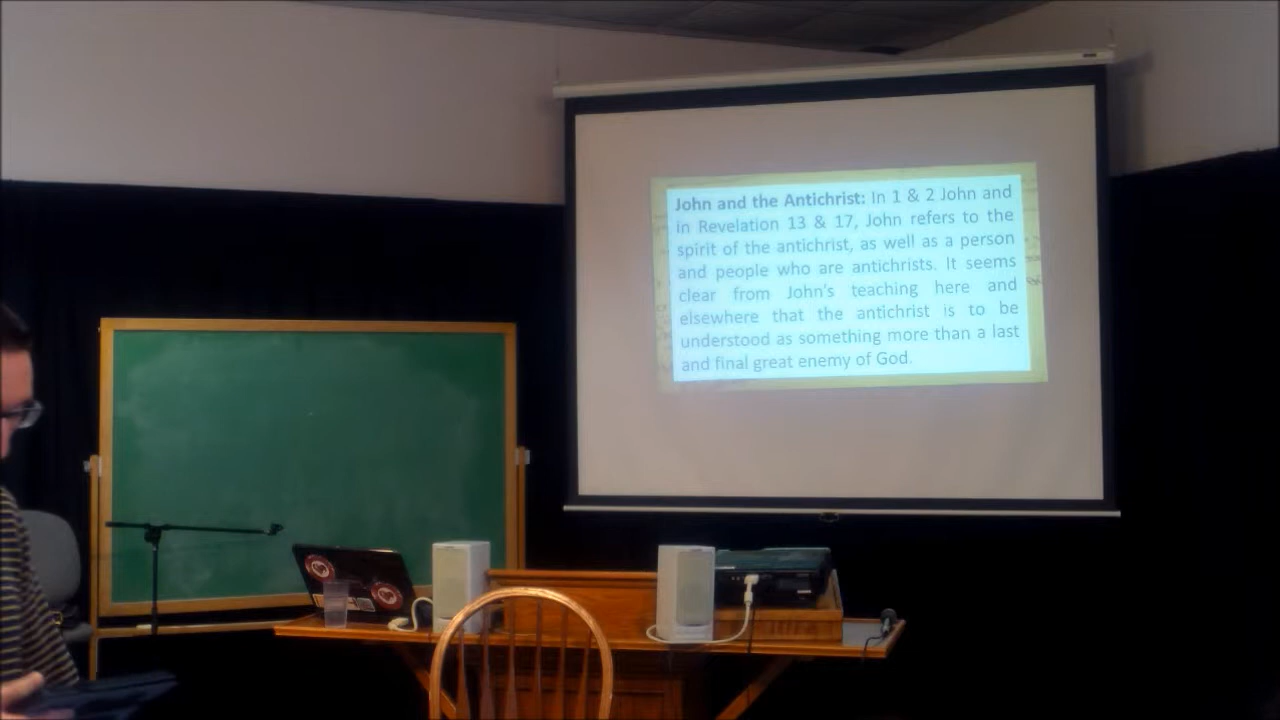 John and the Antichrist: In 1 & 2 John and
in Revelation 13 & 17, John refers to the
spirit of the antichrist, as well as a person
and people who are antichrists. It seems
clear from John's teaching here and
elsewhere that the antichrist is to be
understood as something more than a last
and final great enemy of God.